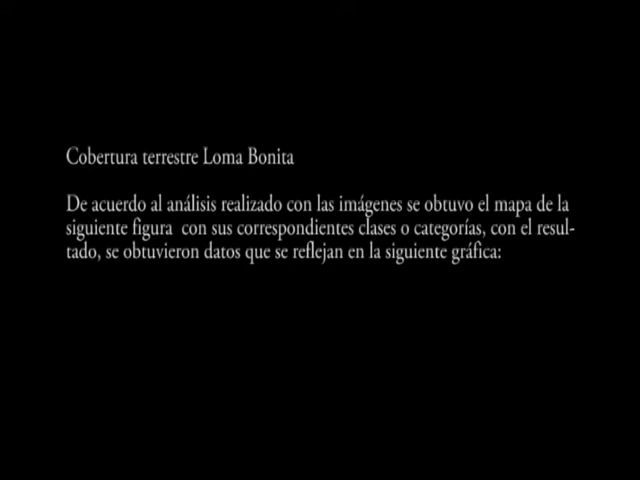 Cobertura terrestre Loma Bonita
De acuerdo al análisis realizado con las imágenes se obtuvo el mapa de la
siguiente figura  con sus correspondientes clases o categorías, con el resul-
tado, se obtuvieron datos que se reflejan en la siguiente gráfica: